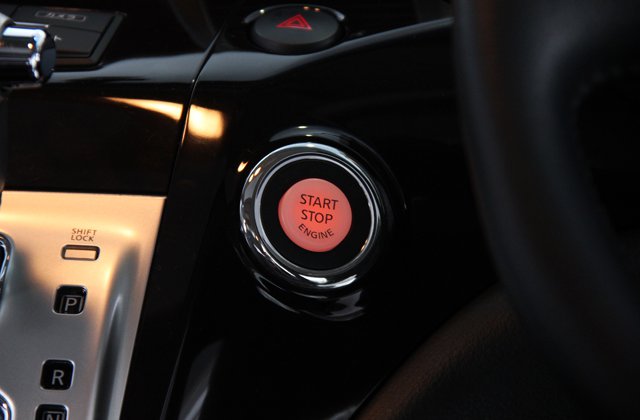 START
STOP
ENGINE
SHIFT
LOCK
P
R
N